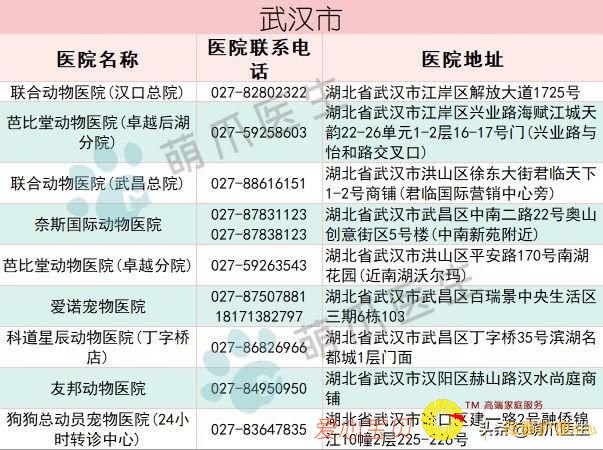 武汉市
医院名称
医院联系电
话
医院地址
联合动物医院(汉口总院)
027-82802322
湖北省武汉市江岸区解放大道1725号
芭比堂动物医院(卓越后湖
分院)
027-59258603
湖北省武汉市江岸区兴业路海赋江城天
韵22-26单元1-2层16-17号门(兴业路与
怡和路交叉口)
联合动物医院(武昌总院)
027-88616151
湖北省武汉市洪山区徐东大街君临天下
1-2号商铺(君临国际营销中心旁)
奈斯国际动物医院
027-87831123
027-87838123
湖北省武汉市武昌区中南二路22号奥山
创意街区5号楼(中南新苑附近)
芭比堂动物医院(卓越分院)
027-59263543
湖北省武汉市洪山区平安路170号南湖
花园(近南湖沃尔玛)
爱诺宠物医院
027-87507881
18171382797
湖北省武汉市武昌区百瑞景中央生活区
三期6栋103
科道星辰动物医院(丁字桥
店)
027-86826966
湖北省武汉市武昌区丁字桥35号滨湖名
都城1层门面
友邦动物医院
027-84950950
湖北省武汉市汉阳区赫山路汉水尚庭商
铺
狗狗总动员宠物医院(24小
时转诊中心)
027-83647835
湖北省武汉市
口区建一路2号融侨锦
江10幢2层225-226号
萌爪医生
萌爪医生
TM 高端家庭服务